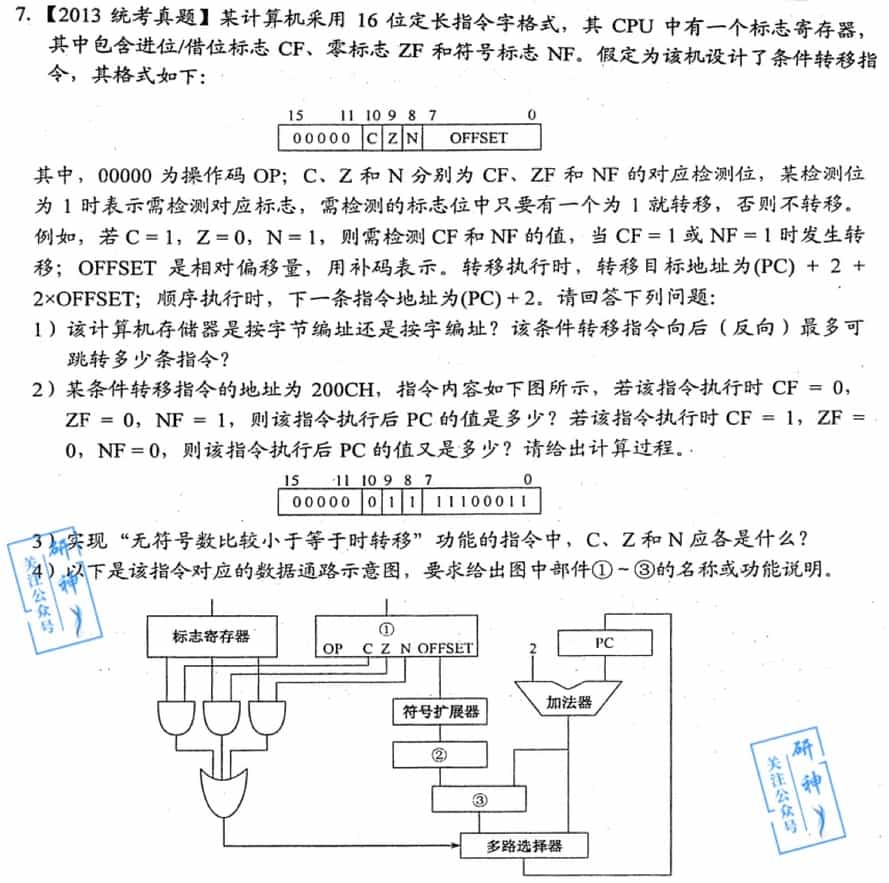 7.【2013 统考真题】某计算机采用 16 位定长指令字格式，其 CPU 中有一个标志寄存器，
其中包含进位/借位标志 CF、零标志 ZF 和符号标志 NF。假定为该机设计了条件转移指
令，其格式如下：
15 11 10 9 8 7 0
00000 C Z N OFFSET
其中，00000 为操作码 OP；C、Z 和 N 分别为 CF、ZF 和 NF 的对应检测位，某检测位
为 1 时表示需检测对应标志，需检测的标志位中只要有一个为 1 就转移，否则不转移。
例如，若 C = 1，Z = 0，N = 1，则需检测 CF 和 NF 的值，当 CF = 1 或 NF = 1 时发生转
移；OFFSET 是相对偏移量，用补码表示。转移执行时，转移目标地址为(PC) + 2 +
2×OFFSET；顺序执行时，下一条指令地址为(PC) + 2。请回答下列问题：
1）该计算机存储器是按字节编址还是按字编址？该条件转移指令向后（反向）最多可
跳转多少条指令？
2）某条件转移指令的地址为 200CH，指令内容如下图所示，若该指令执行时 CF = 0，
ZF = 0，NF = 1，则该指令执行后 PC 的值是多少？若该指令执行时 CF = 1，ZF =
0，NF = 0，则该指令执行后 PC 的值又是多少？请给出计算过程。
15 11 10 9 8 7 0
00000 0 1 1 11100011
3）实现“无符号数比较小于等于时转移”功能的指令中，C、Z 和 N 应各是什么？
4）以下是该指令对应的数据通路示意图，要求给出图中部件①～③的名称或功能说明。
研神
关注公众号
标志寄存器
①
OP C Z N OFFSET
2
PC
符号扩展器
加法器
②
③
多路选择器
研神
关注公众号